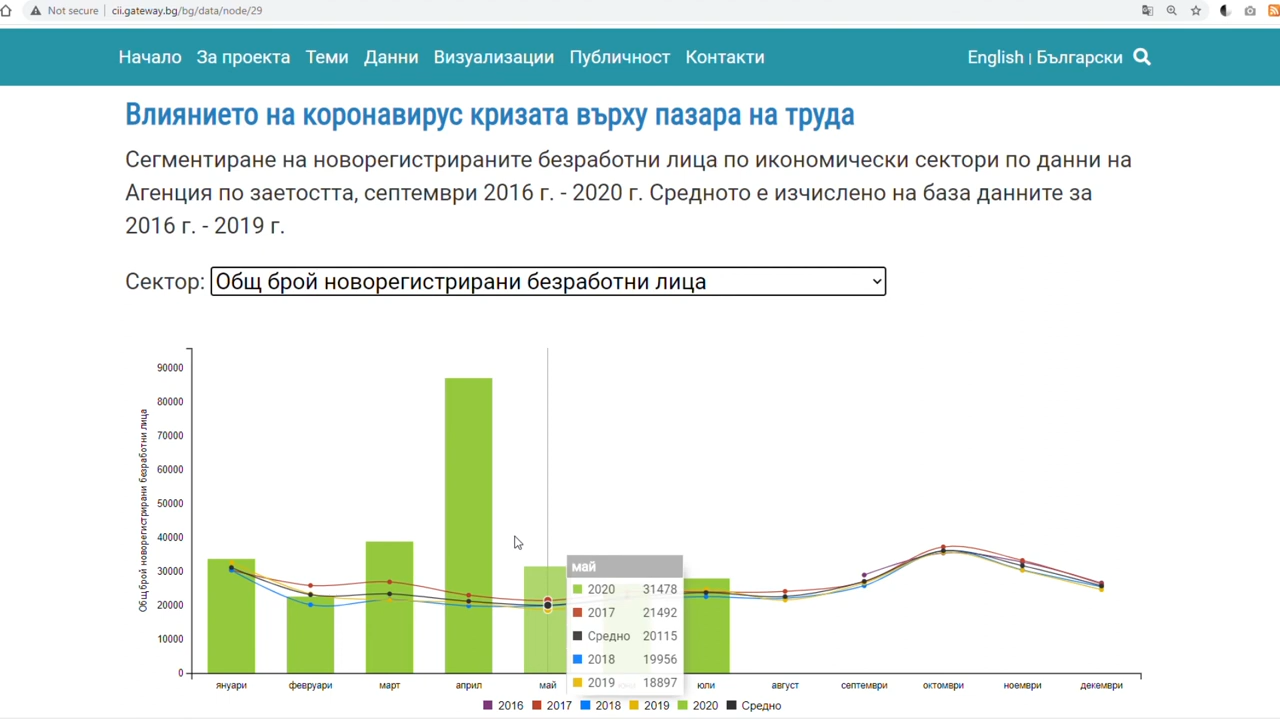 Not secure | cii.gateway.bg/bg/data/node/29
Начало За проекта Теми Данни Визуализации Публичност Контакти English | Български
Влиянието на коронавирус кризата върху пазара на труда
Сегментиране на новорегистрираните безработни лица по икономически сектори по данни на
Агенция по заетостта, септември 2016 г. - 2020 г. Средното е изчислено на база данните за
2016 г. - 2019 г.
Сектор: Общ брой новорегистрирани безработни лица
Общ брой новорегистрирани безработни лица
90000
80000
70000
60000
50000
40000
30000
20000
10000
0
май
2020 31478
2017 21492
Средно 20115
2018 19956
2019 18897
януари февруари март април май юли август септември октомври ноември декември
2016 2017 2018 2019 2020 Средно